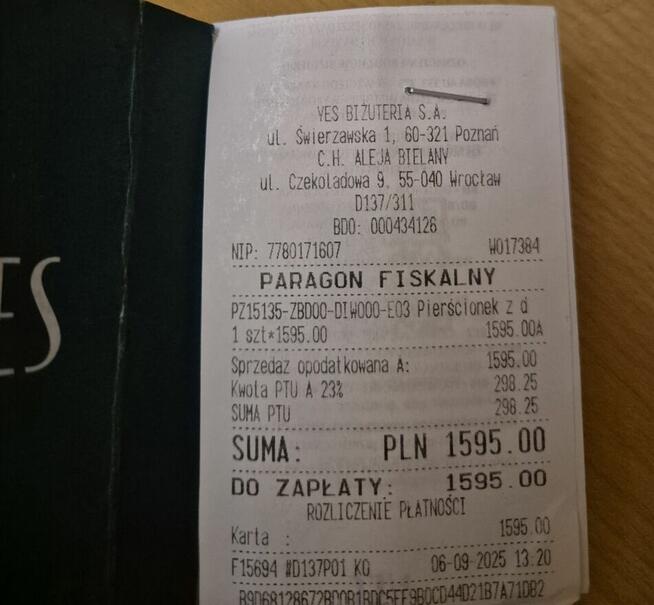 YES BIŻUTERIA S.A.
ul. Świerzawska 1, 60-321 Poznań
C.H. ALEJA BIELANY
ul. Czekoladowa 9, 55-040 Wrocław
D137/311
BDO: 000434126
NIP: 7780171607 W017384
PARAGON FISKALNY
PZ15135-ZBD00-DIW000-E03 Pierścionek z d
1 szt*1595.00 1595.00A
Sprzedaż opodatkowana A: 1595.00
Kwota PTU A 23% 298.25
SUMA PTU 298.25
SUMA: PLN 1595.00
DO ZAPŁATY: 1595.00
ROZLICZENIE PŁATNOŚCI
Karta : 1595.00
F15694 #D137P01 KO 06-09-2025 13:20
ES